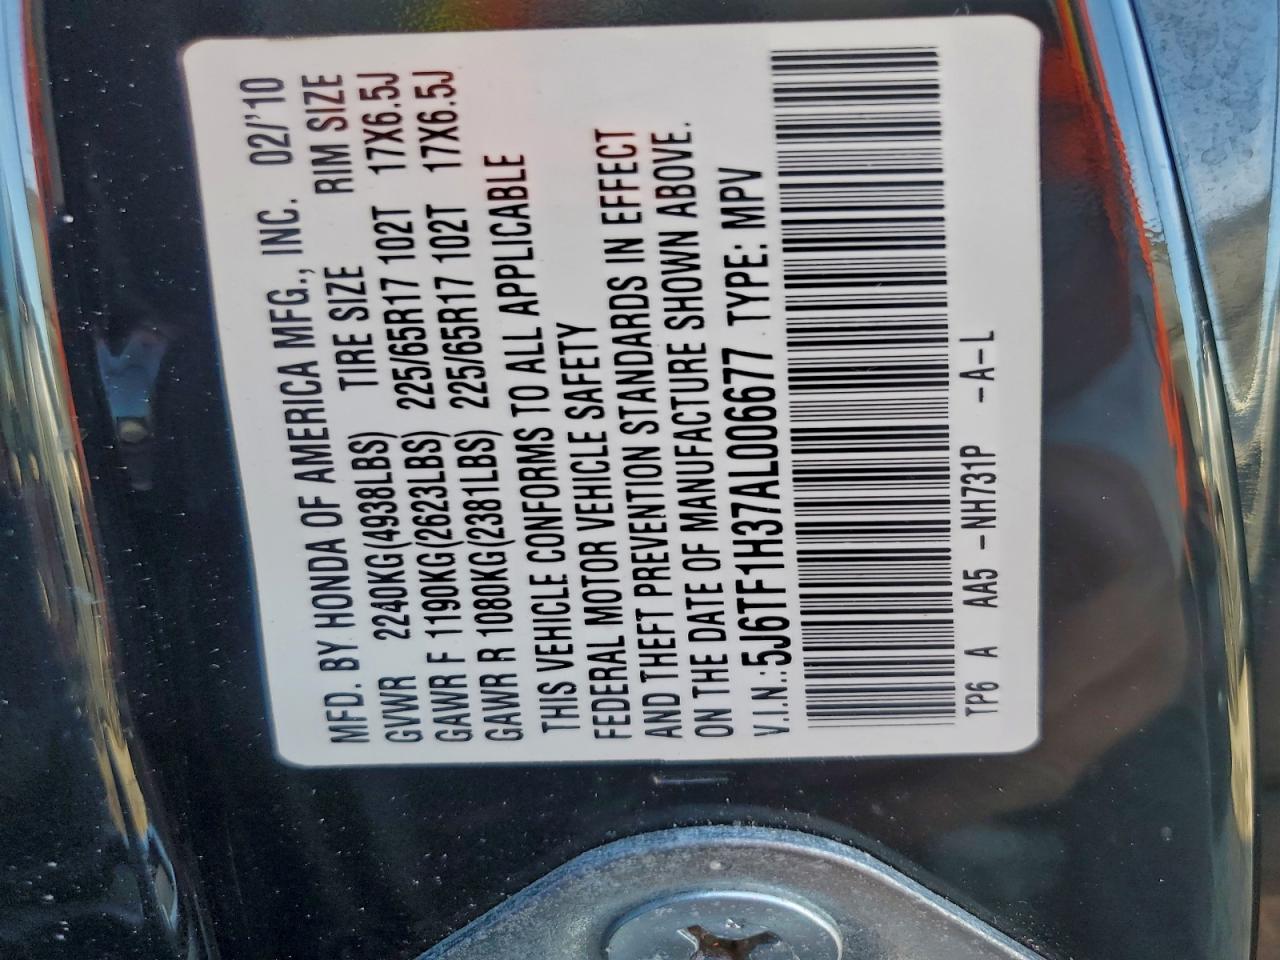 MFD. BY HONDA OF AMERICA MFG., INC. 02/'10
GVWR 2240KG(4938LBS) TIRE SIZE RIM SIZE
GAWR F 1190KG(2623LBS) 225/65R17 102T 17X6.5J
GAWR R 1080KG(2381LBS) 225/65R17 102T 17X6.5J
THIS VEHICLE CONFORMS TO ALL APPLICABLE
FEDERAL MOTOR VEHICLE SAFETY
AND THEFT PREVENTION STANDARDS IN EFFECT
ON THE DATE OF MANUFACTURE SHOWN ABOVE.
V.I.N.:5J6TF1H37AL006677 TYPE: MPV
TP6 A AA5 -NH731P -A-L